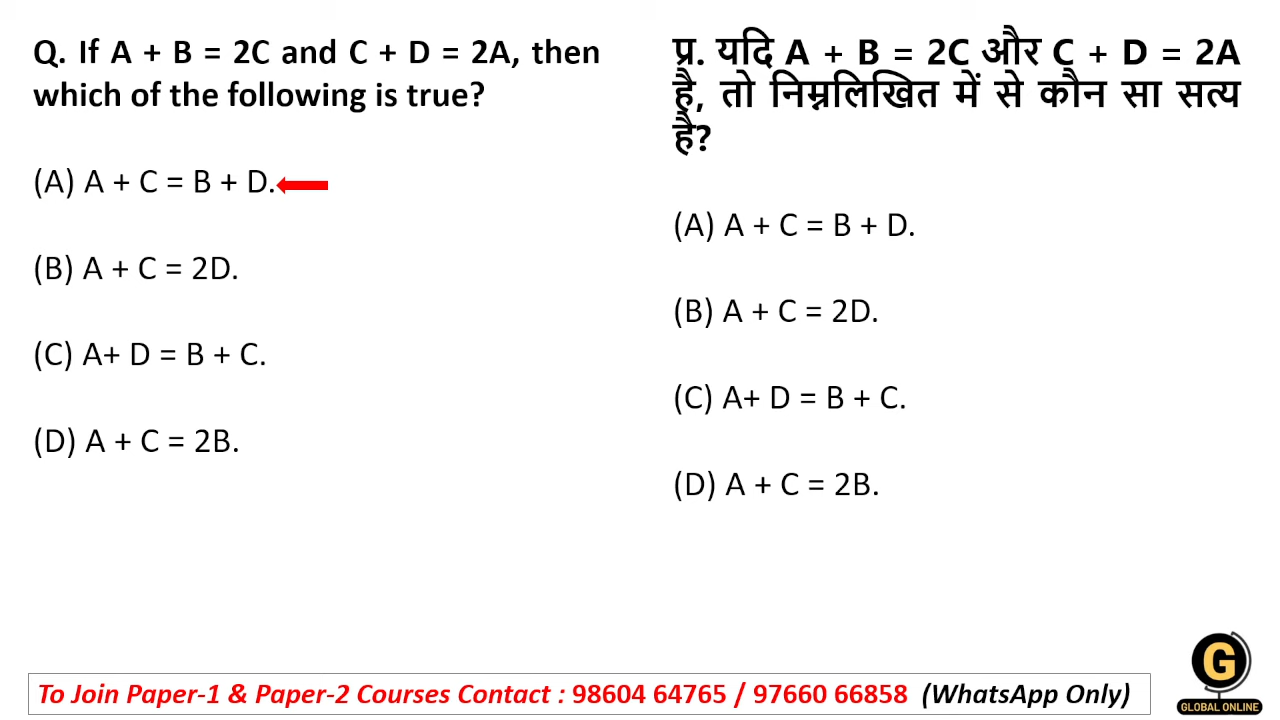 Q. If A + B = 2C and C + D = 2A, then
which of the following is true?
(A) A + C = B + D.
(B) A + C = 2D.
(C) A+ D = B + C.
(D) A + C = 2B.
प्र. यदि A + B = 2C और C + D = 2A
है, तो निम्नलिखित में से कौन सा सत्य
है?
(A) A + C = B + D.
(B) A + C = 2D.
(C) A+ D = B + C.
(D) A + C = 2B.
To Join Paper-1 & Paper-2 Courses Contact : 98604 64765 / 97660 66858 (WhatsApp Only)
G
GLOBAL ONLINE